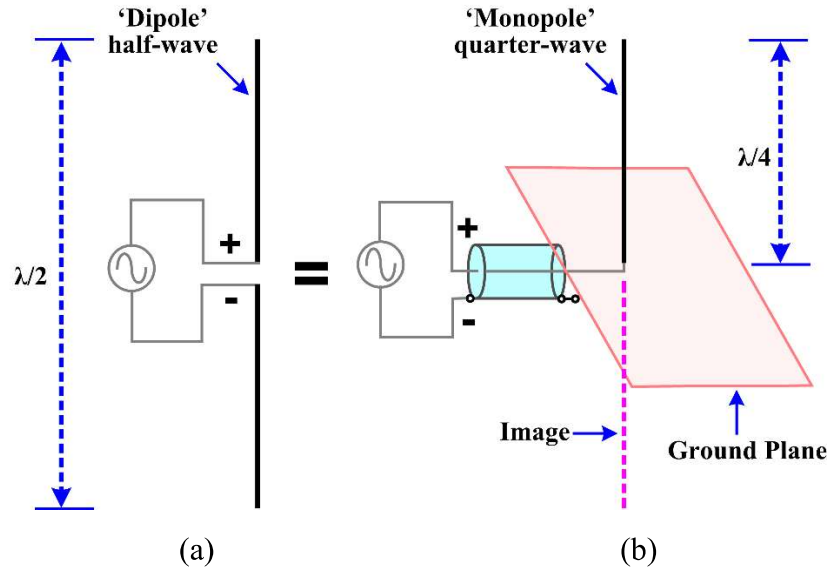 ‘Dipole’
half-wave
‘Monopole’
quarter-wave
λ/2
+
-
=
+
-
λ/4
Image
Ground Plane
(a)
(b)